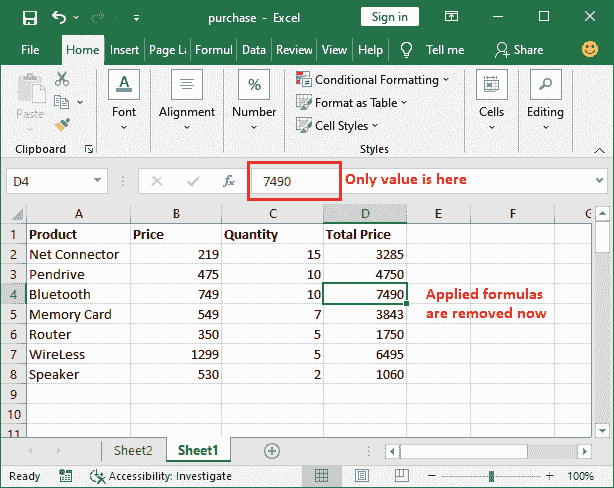 purchase - Excel
Sign in
File Home Insert Page La Formul Data Review View Help Tell me Share
Paste
Clipboard
A
Font
Alignment
%
Number
Conditional Formatting
Format as Table
Cell Styles
Styles
Cells
Editing
D4
fx
7490
Only value is here
A B C D E F G
1 Product Price Quantity Total Price
2 Net Connector 219 15 3285
3 Pendrive 475 10 4750
4 Bluetooth 749 10 7490
5 Memory Card 549 7 3843
6 Router 350 5 1750
7 WireLess 1299 5 6495
8 Speaker 530 2 1060
9
10
11
Applied formulas
are removed now
Sheet2 Sheet1
Ready Accessibility: Investigate 100%